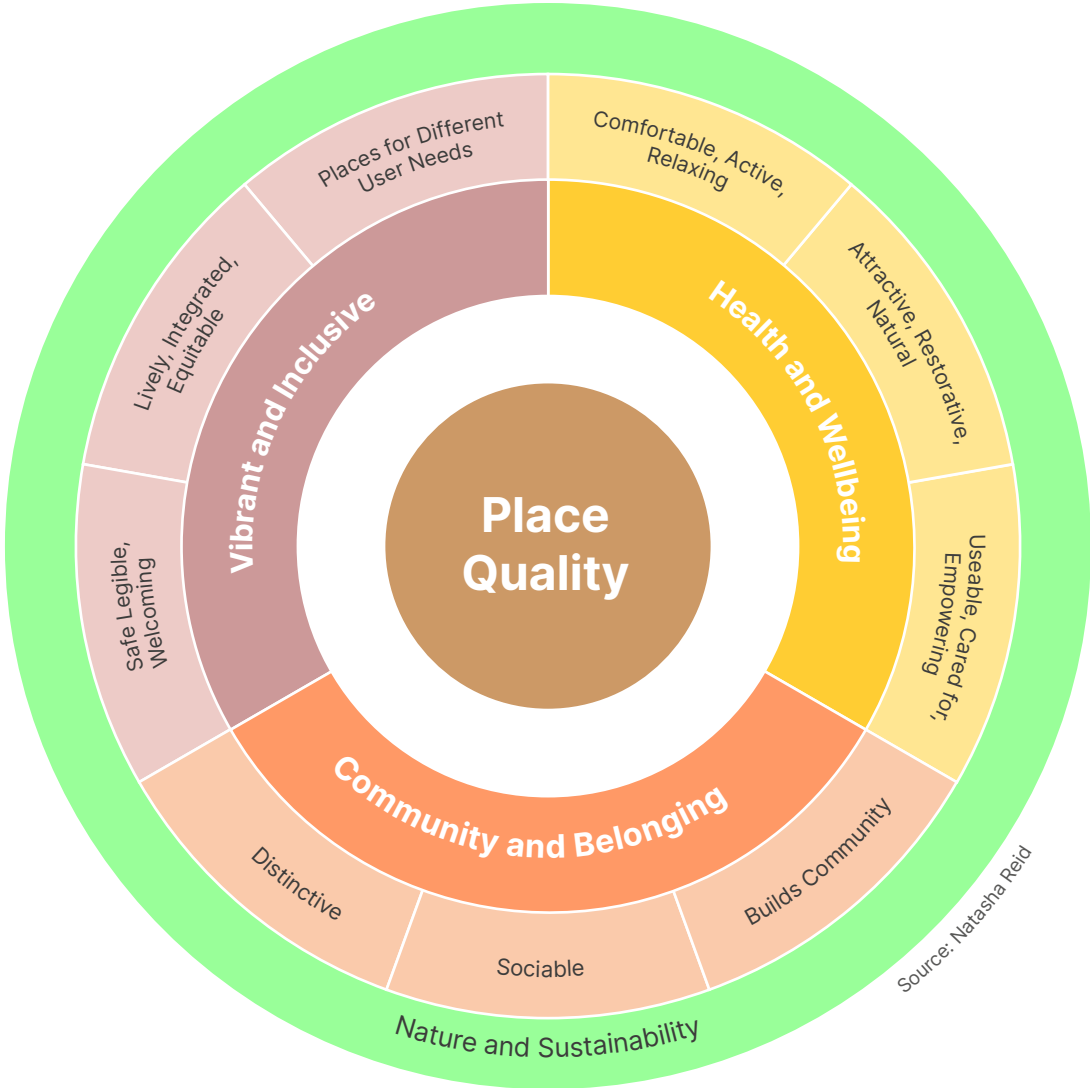 Places for Different
User Needs
Comfortable, Active,
Relaxing
Lively, Integrated,
Equitable
Attractive, Restorative,
Natural
Vibrant and Inclusive
Health and Wellbeing
Place
Quality
Safe Legible,
Welcoming
Useable, Cared for,
Empowering
Community and Belonging
Distinctive
Sociable
Builds Community
Nature and Sustainability
Source: Natasha Reid